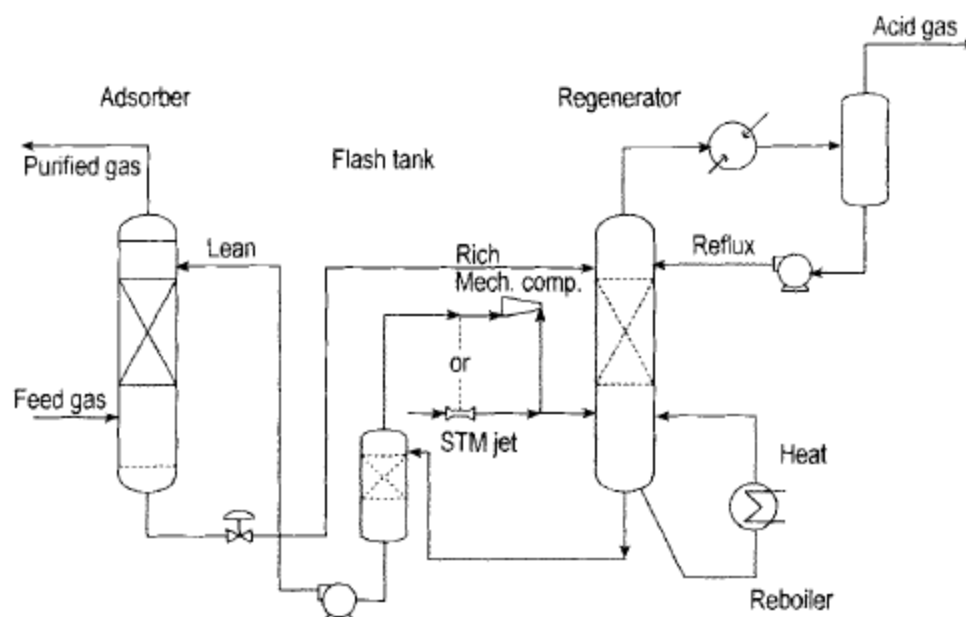 Acid gas
Adsorber
Regenerator
Purified gas
Flash tank
Lean
Rich
Reflux
Mech. comp.
or
Feed gas
STM jet
Heat
Reboiler